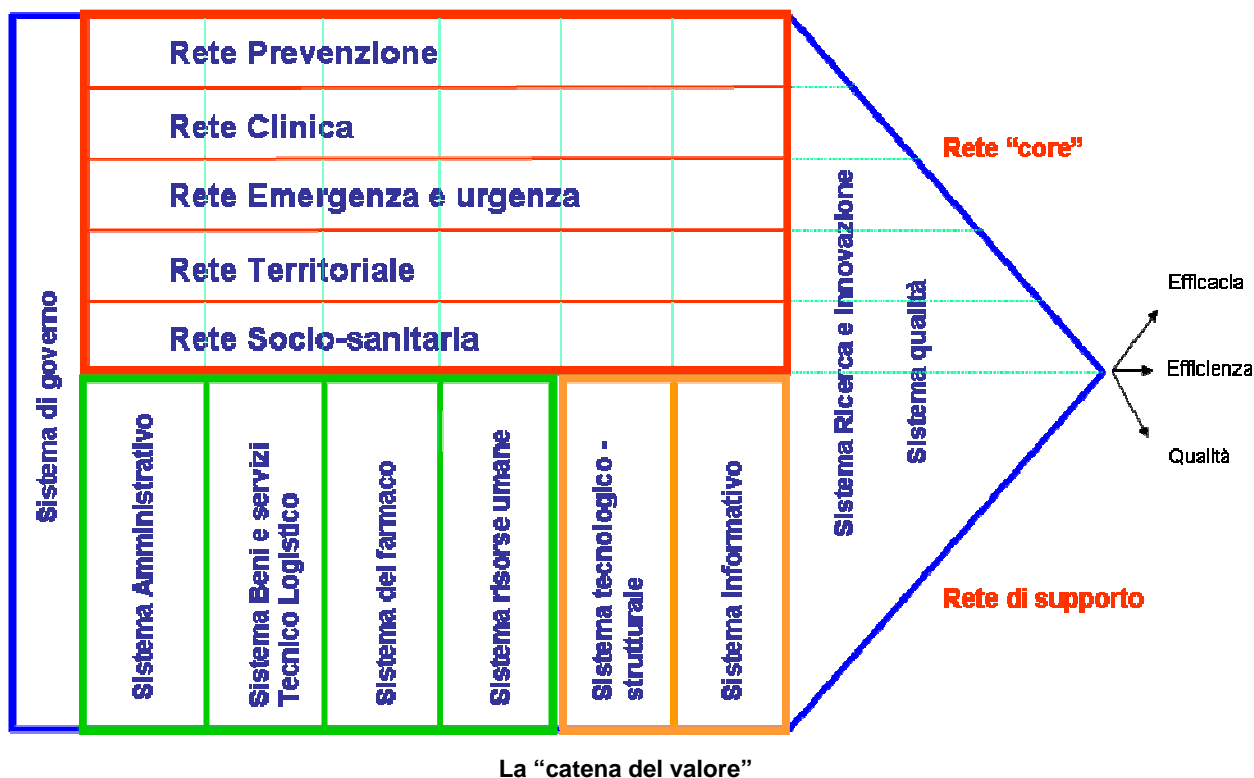 Rete Prevenzione
Rete Clinica
Rete Emergenza e urgenza
Rete Territoriale
Rete Socio-sanitaria
Sistema di governo
Sistema Amministrativo
Sistema Beni e servizi
Tecnico Logistico
Sistema del farmaco
Sistema risorse umane
Sistema tecnologico -
strutturale
Sistema Informativo
Sistema Ricerca e Innovazione
Sistema qualità
Rete “core”
Rete di supporto
Efficacia
Efficienza
Qualità
La “catena del valore”